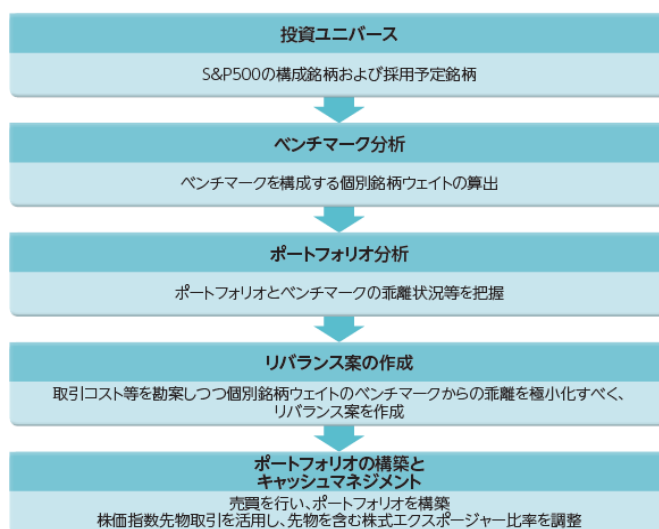 投資ユニバース
S&P500の構成銘柄および採用予定銘柄
ベンチマーク分析
ベンチマークを構成する個別銘柄ウェイトの算出
ポートフォリオ分析
ポートフォリオとベンチマークの乖離状況等を把握
リバランス案の作成
取引コスト等を勘案しつつ個別銘柄ウェイトのベンチマークからの乖離を極小化すべく、
リバランス案を作成
ポートフォリオの構築と
キャッシュマネジメント
売買を行い、ポートフォリオを構築
株価指数先物取引を活用し、先物を含む株式エクスポージャー比率を調整